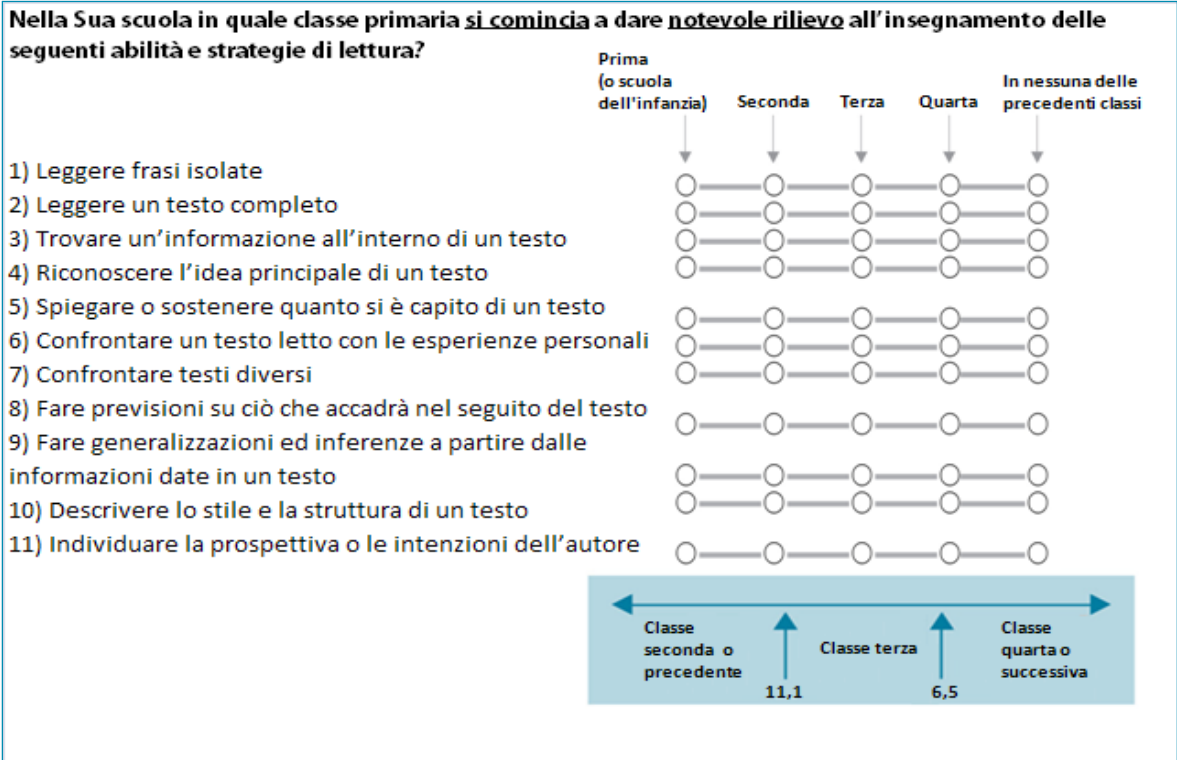 Nella Sua scuola in quale classe primaria si comincia a dare notevole rilievo all'insegnamento delle
seguenti abilità e strategie di lettura?
Prima
(o scuola
dell'infanzia)
Seconda
Terza
Quarta
In nessuna delle
precedenti classi
1) Leggere frasi isolate
2) Leggere un testo completo
3) Trovare un'informazione all'interno di un testo
4) Riconoscere l'idea principale di un testo
5) Spiegare o sostenere quanto si è capito di un testo
6) Confrontare un testo letto con le esperienze personali
7) Confrontare testi diversi
8) Fare previsioni su ciò che accadrà nel seguito del testo
9) Fare generalizzazioni ed inferenze a partire dalle
informazioni date in un testo
10) Descrivere lo stile e la struttura di un testo
11) Individuare la prospettiva o le intenzioni dell'autore
Classe
seconda o
precedente
11,1
Classe terza
6,5
Classe
quarta o
successiva